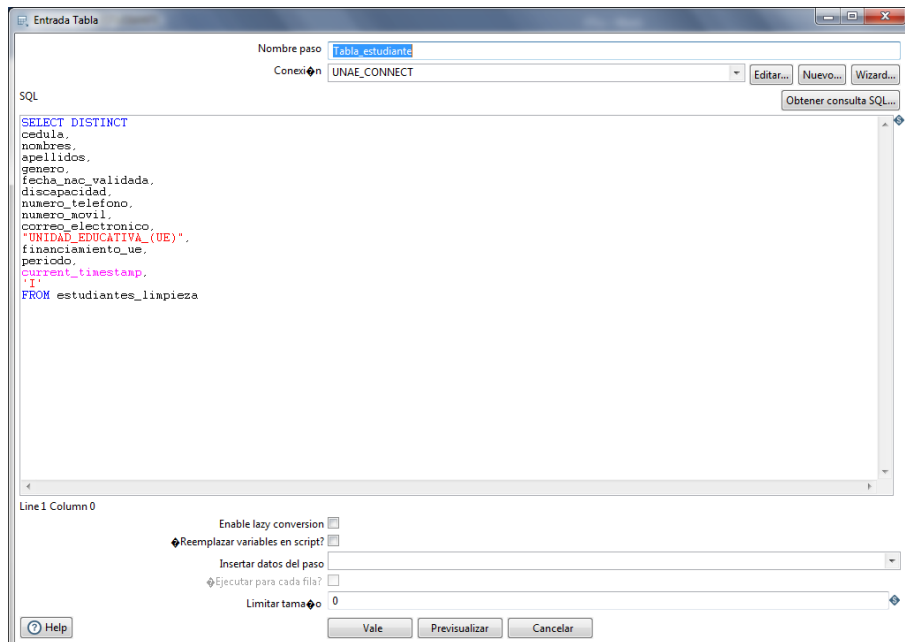 Entrada Tabla
Nombre paso Tabla_estudiante
Conexi�n UNAE_CONNECT Editar... Nuevo... Wizard...
SQL Obtener consulta SQL...
SELECT DISTINCT
cedula,
nombres,
apellidos,
genero,
fecha_nac_validada,
discapacidad,
numero_telefono,
numero_movil,
correo_electronico,
"UNIDAD_EDUCATIVA_(UE)",
financiamiento_ue,
periodo,
current_timestamp,
'I'
FROM estudiantes_limpieza
Line 1 Column 0
Enable lazy conversion
�Reemplazar variables en script?
Insertar datos del paso
�Ejecutar para cada fila?
Limitar tama�o 0
Help Vale Previsualizar Cancelar